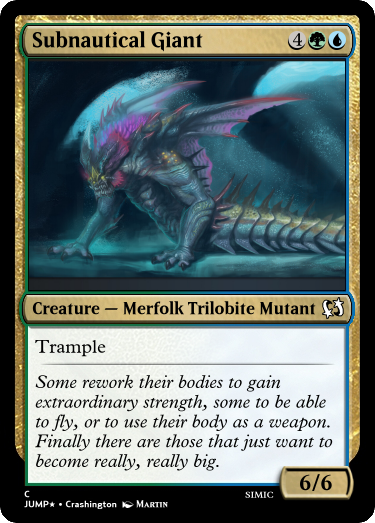 Subnautical Giant 4
Creature — Merfolk Trilobite Mutant
Trample
Some rework their bodies to gain
extraordinary strength, some to be able
to fly, or to use their body as a weapon.
Finally there are those that just want to
become really, really big.
6/6
C
SIMIC
JUMP★ • Crashington Martin